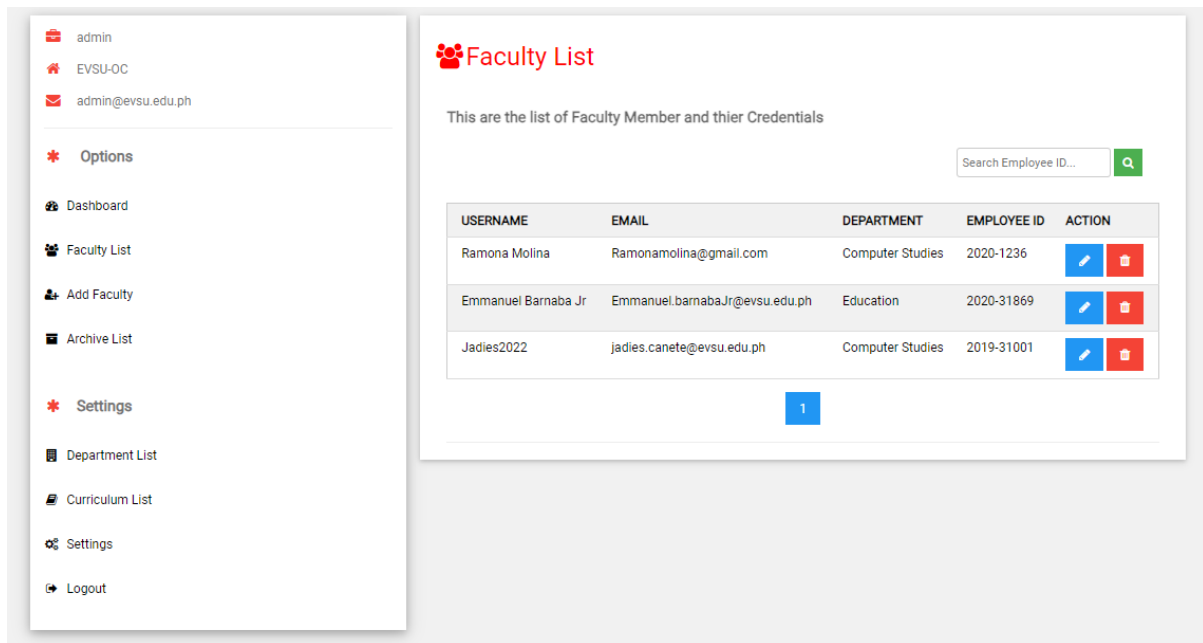 admin
EVSU-OC
admin@evsu.edu.ph
Options
Dashboard
Faculty List
Add Faculty
Archive List
Settings
Department List
Curriculum List
Settings
Logout
Faculty List
This are the list of Faculty Member and thier Credentials
Search Employee ID...
USERNAME EMAIL DEPARTMENT EMPLOYEE ID ACTION
Ramona Molina Ramonamolina@gmail.com Computer Studies 2020-1236
Emmanuel Barnaba Jr Emmanuel.barnabaJr@evsu.edu.ph Education 2020-31869
Jadies2022 jadies.canete@evsu.edu.ph Computer Studies 2019-31001
1